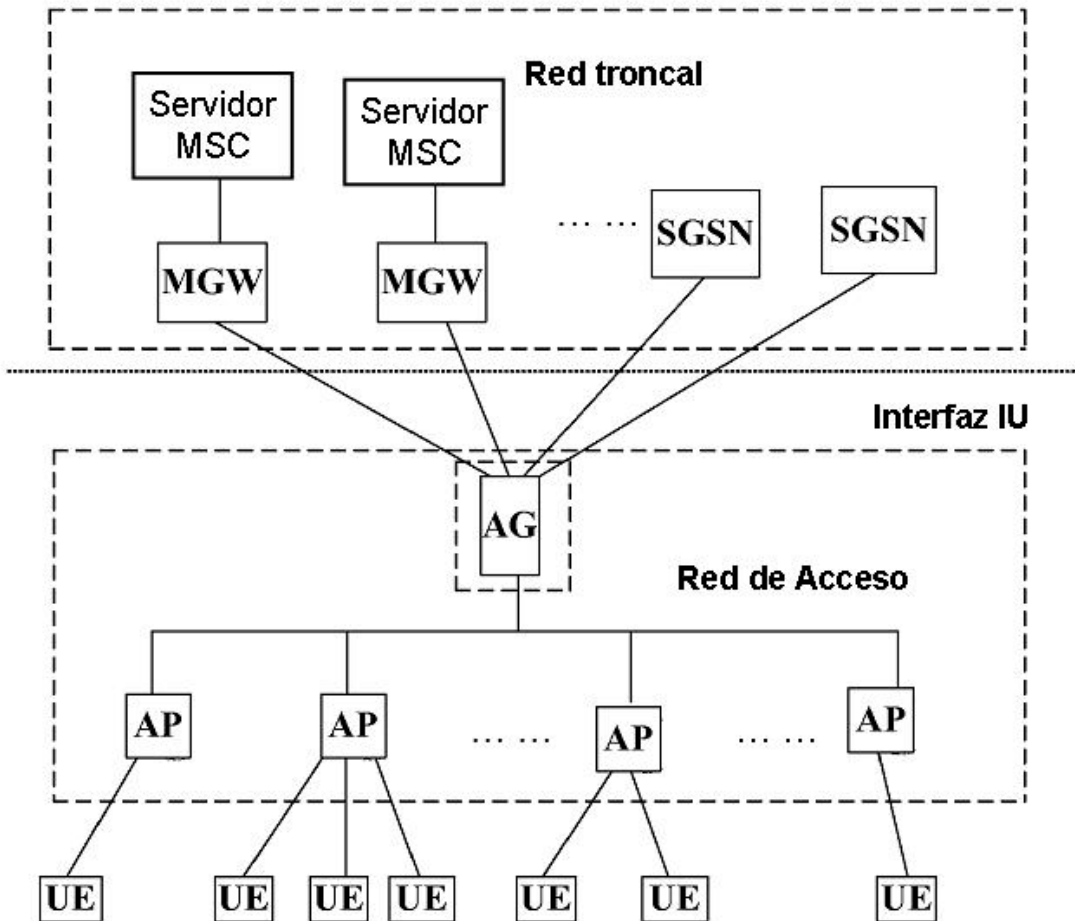 Red troncal
Servidor
MSC
Servidor
MSC
MGW
MGW
... ...
SGSN
SGSN
Interfaz IU
AG
Red de Acceso
AP
AP
... ...
AP
... ...
AP
UE
UE
UE
UE
UE
UE
UE